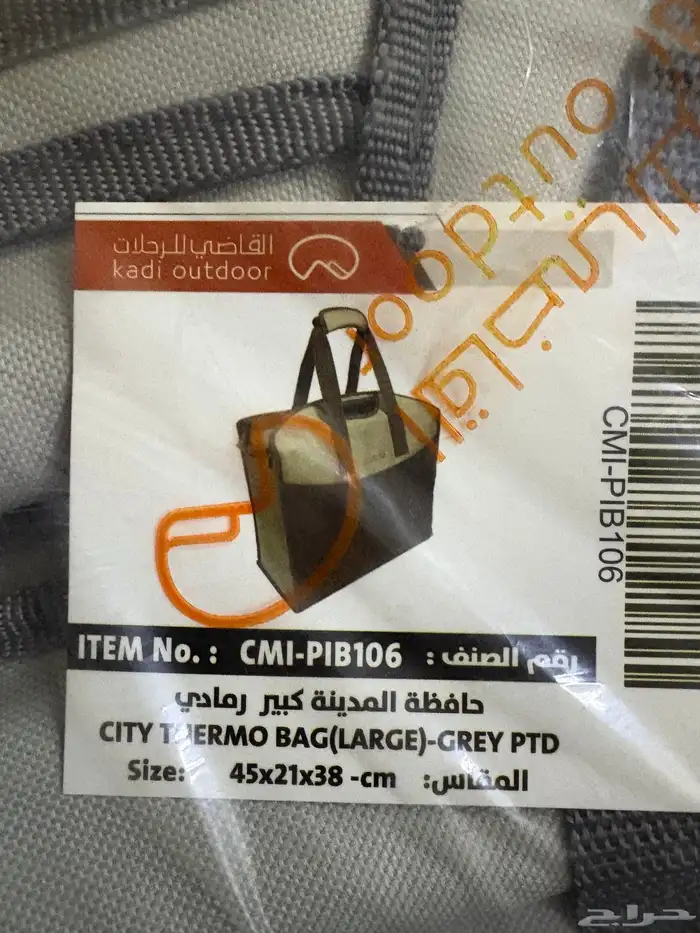 القاضي للرحلات
kadi outdoor
ITEM No. : CMI-PIB106 رقم الصنف :
حافظة المدينة كبير رمادي
CITY THERMO BAG(LARGE)-GREY PTD
Size: 45x21x38 -cm المقاس:
CMI-PIB106
حراج